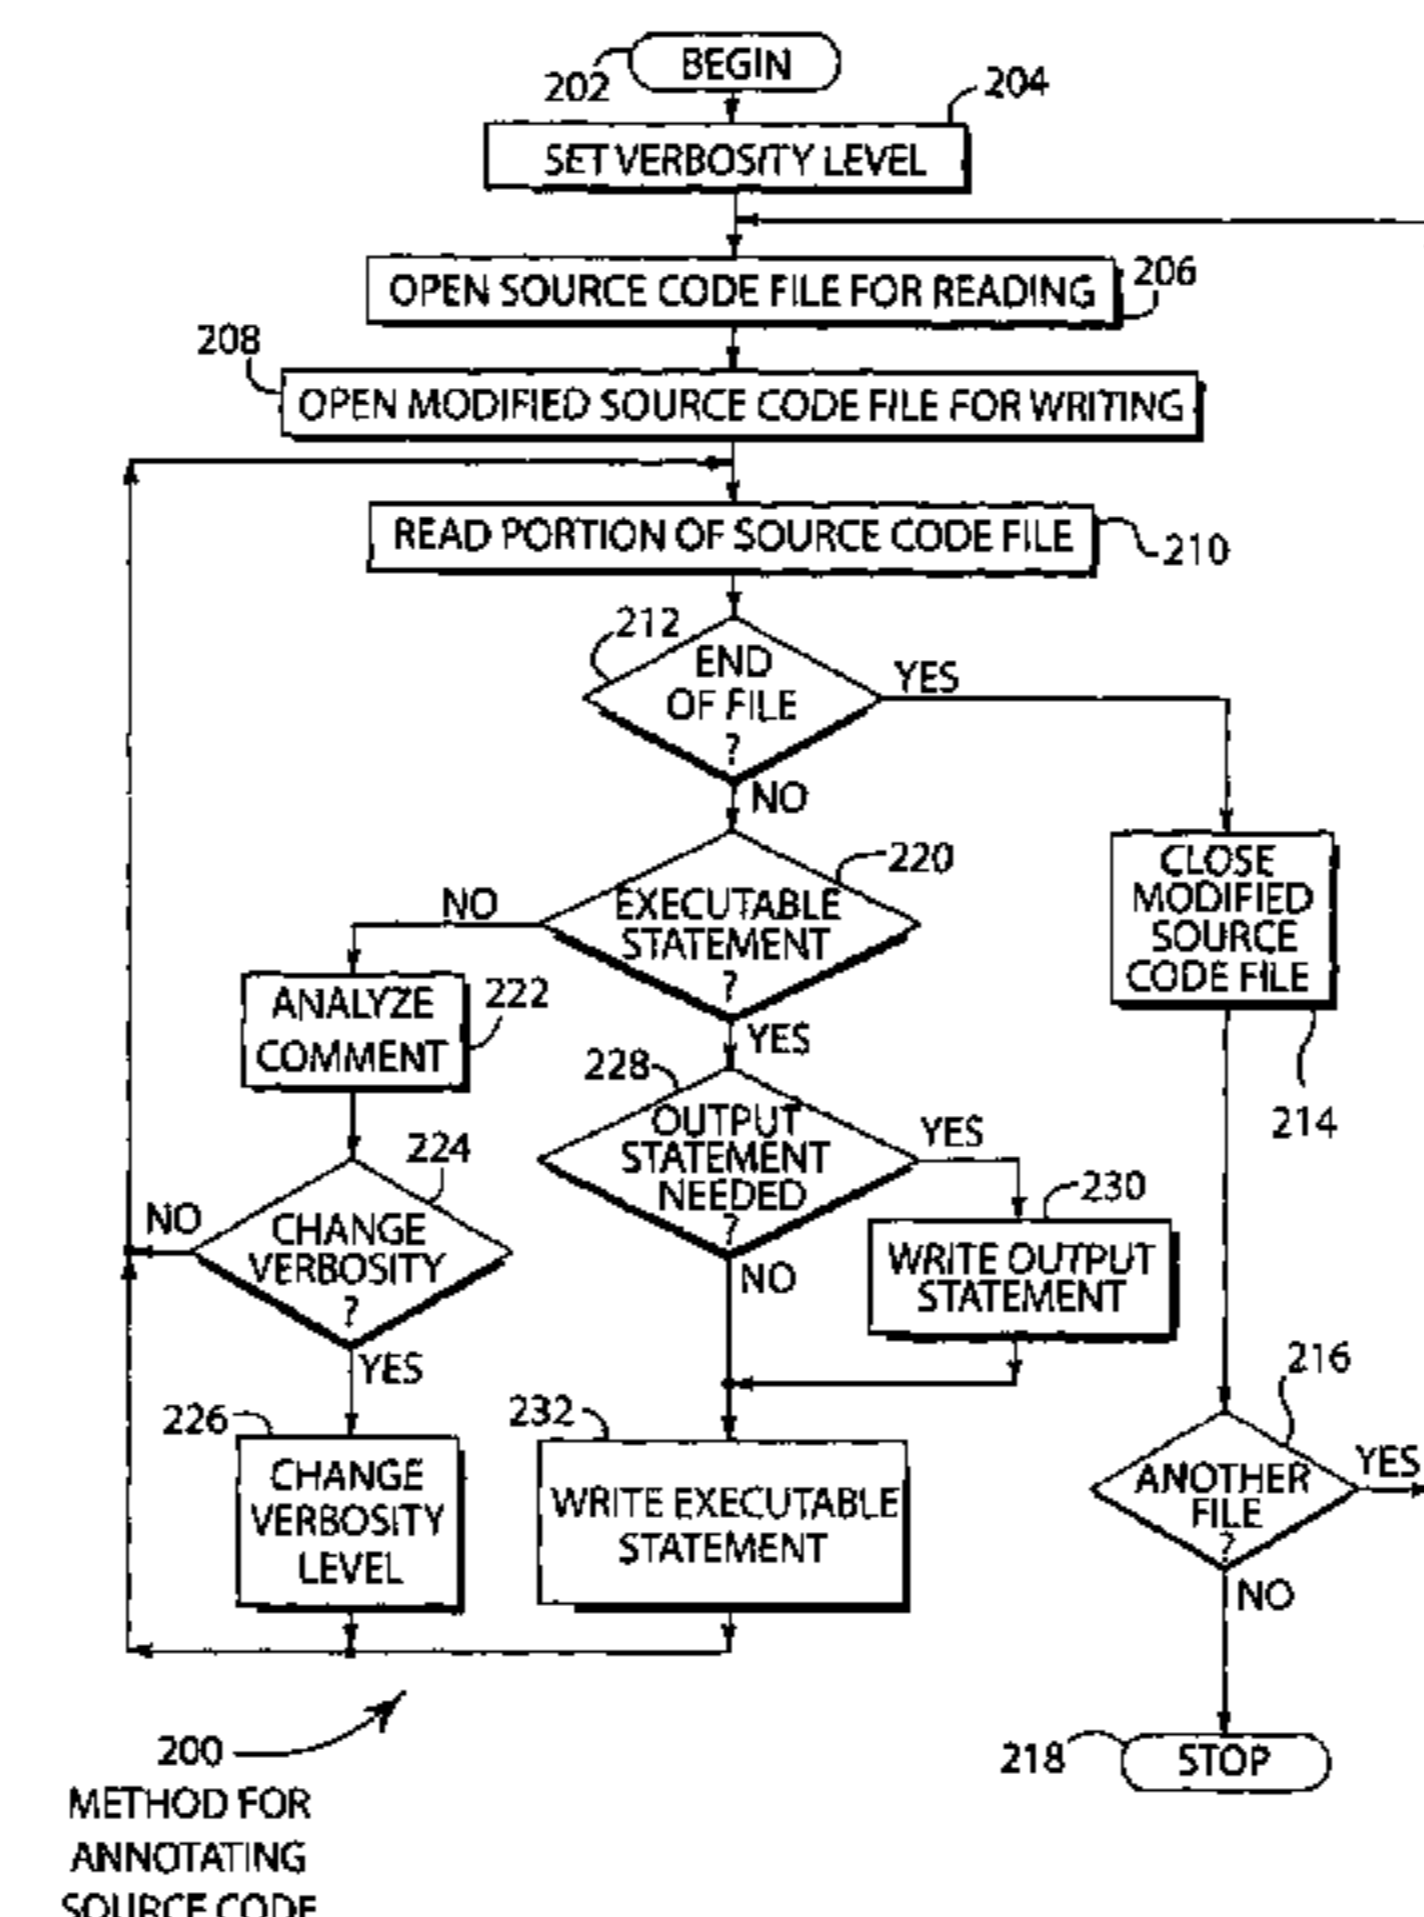 BEGIN
202
204
SET VERBOSITY LEVEL
OPEN SOURCE CODE FILE FOR READING
206
208
OPEN MODIFIED SOURCE CODE FILE FOR WRITING
READ PORTION OF SOURCE CODE FILE
210
212
END
OF FILE
?
YES
NO
220
EXECUTABLE
STATEMENT
?
NO
YES
CLOSE
MODIFIED
SOURCE
CODE FILE
214
ANALYZE
COMMENT
222
228
OUTPUT
STATEMENT
NEEDED
?
YES
NO
224
CHANGE
VERBOSITY
?
NO
YES
230
WRITE OUTPUT
STATEMENT
216
ANOTHER
FILE
?
YES
NO
226
CHANGE
VERBOSITY
LEVEL
232
WRITE EXECUTABLE
STATEMENT
218
STOP
200
METHOD FOR
ANNOTATING
SOURCE CODE